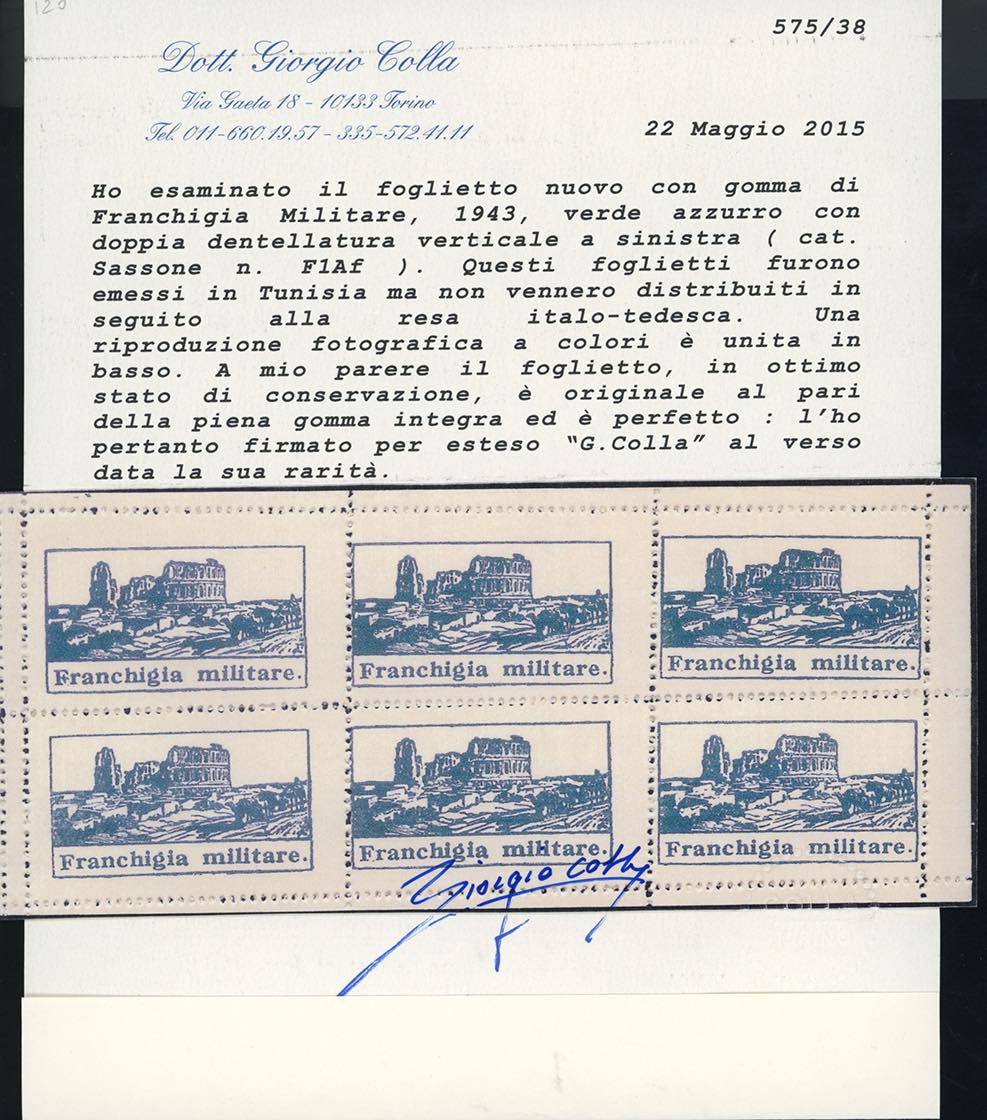 120
575/38
Dott. Giorgio Colla
Via Gaeta 18 - 10133 Torino
Tel. 011-660.19.57 - 335-572.41.11
22 Maggio 2015
Ho esaminato il foglietto nuovo con gomma di
Franchigia Militare, 1943, verde azzurro con
doppia dentellatura verticale a sinistra ( cat.
Sassone n. F1Af ). Questi foglietti furono
emessi in Tunisia ma non vennero distribuiti in
seguito alla resa italo-tedesca. Una
riproduzione fotografica a colori è unita in
basso. A mio parere il foglietto, in ottimo
stato di conservazione, è originale al pari
della piena gomma integra ed è perfetto : l'ho
pertanto firmato per esteso "G.Colla" al verso
data la sua rarità.
Franchigia militare.
Franchigia militare.
Franchigia militare.
Franchigia militare.
Franchigia militare.
Franchigia militare.
Giorgio Colla